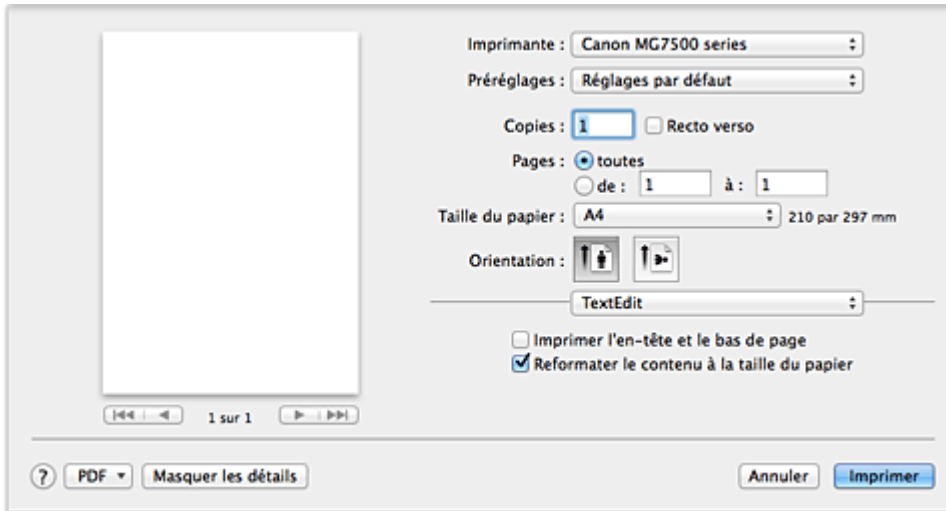 Imprimante : Canon MG7500 series
Préréglages : Réglages par défaut
Copies : 1 Recto verso
Pages : toutes
de : 1 à : 1
Taille du papier : A4 210 par 297 mm
Orientation :
TextEdit
Imprimer l'en-tête et le bas de page
Reformater le contenu à la taille du papier
1 sur 1
? PDF Masquer les détails Annuler Imprimer